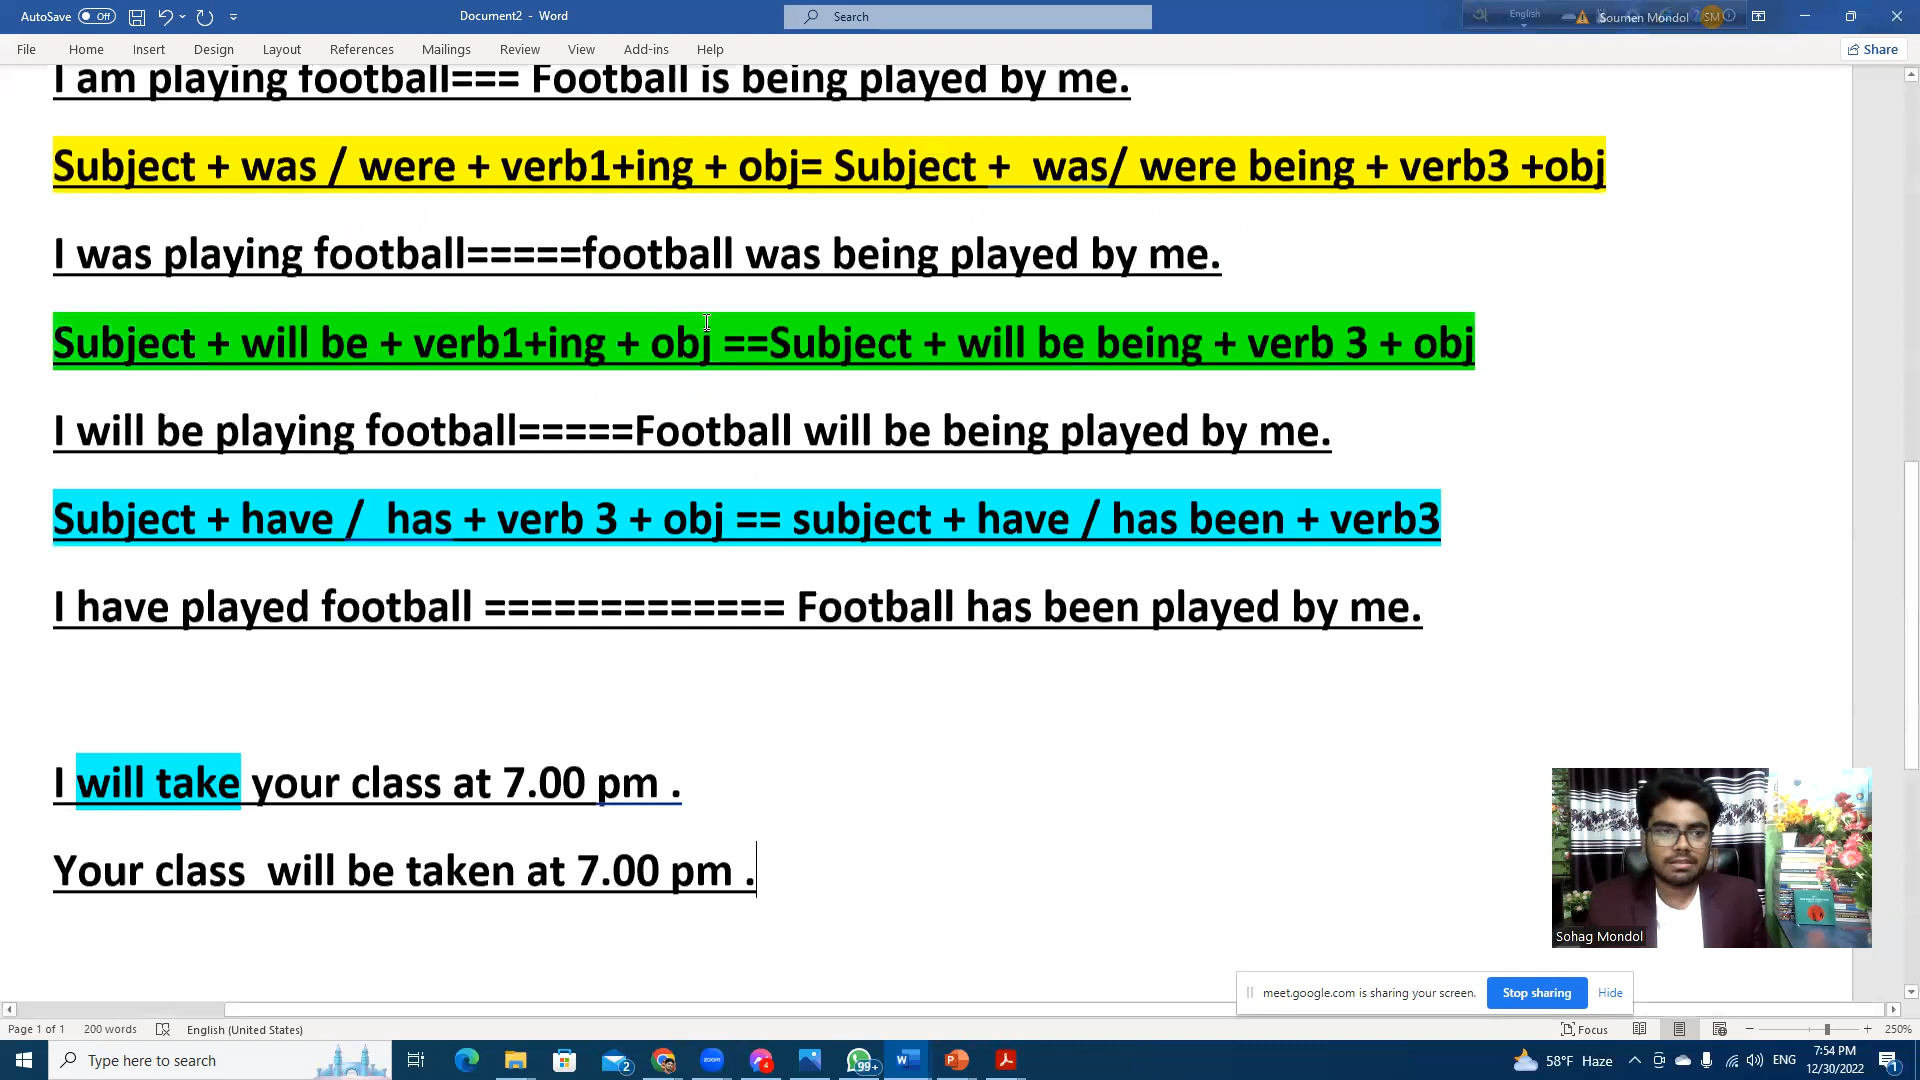 AutoSave Off Document2 - Word Search Soumen Mondol SM
English
File Home Insert Design Layout References Mailings Review View Add-ins Help Share
I am playing football=== Football is being played by me.
Subject + was / were + verb1+ing + obj= Subject + was/ were being + verb3 +obj
I was playing football=====football was being played by me.
Subject + will be + verb1+ing + obj ==Subject + will be being + verb 3 + obj
I will be playing football=====Football will be being played by me.
Subject + have / has + verb 3 + obj == subject + have / has been + verb3
I have played football ============= Football has been played by me.
I will take your class at 7.00 pm .
Your class will be taken at 7.00 pm .
Sohag Mondol
meet.google.com is sharing your screen. Stop sharing Hide
Page 1 of 1 200 words English (United States) Focus 250%
Type here to search 2 zoom 4 99+ 58°F Haze ENG 7:54 PM 1
12/30/2022